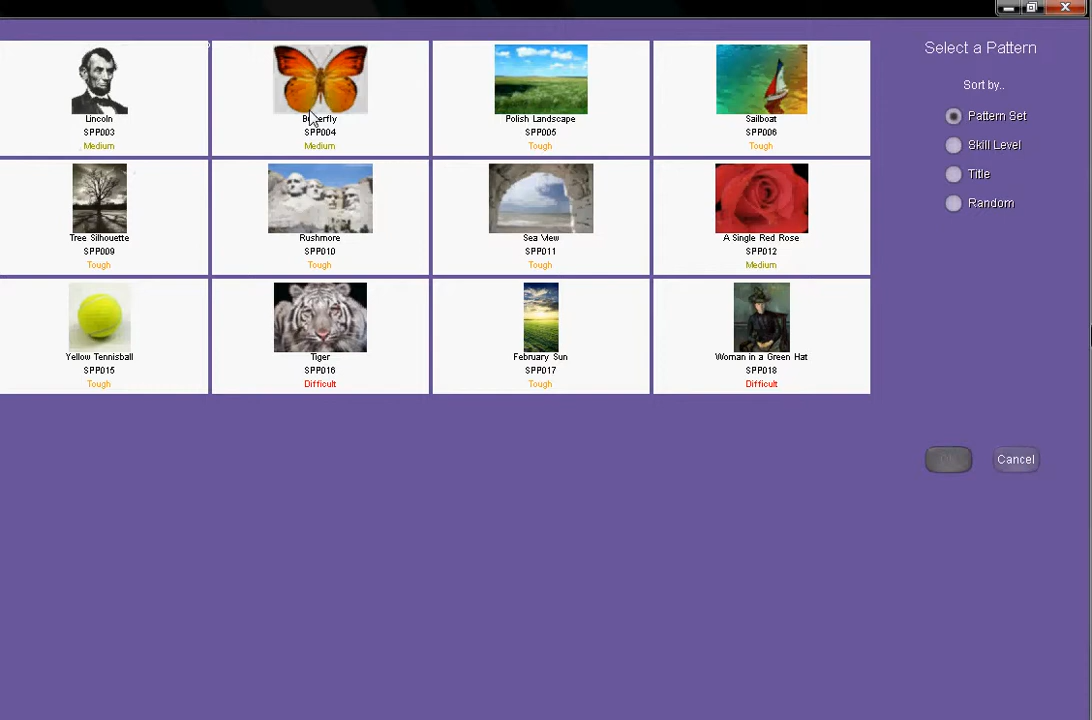 Select a Pattern
Sort by..
Pattern Set
Skill Level
Title
Random
Lincoln
SPP003
Medium
Butterfly
SPP004
Medium
Polish Landscape
SPP005
Tough
Sailboat
SPP006
Tough
Tree Silhouette
SPP009
Tough
Rushmore
SPP010
Tough
Sea View
SPP011
Tough
A Single Red Rose
SPP012
Medium
Yellow Tennisball
SPP015
Tough
Tiger
SPP016
Difficult
February Sun
SPP017
Tough
Woman in a Green Hat
SPP018
Difficult
Ok
Cancel